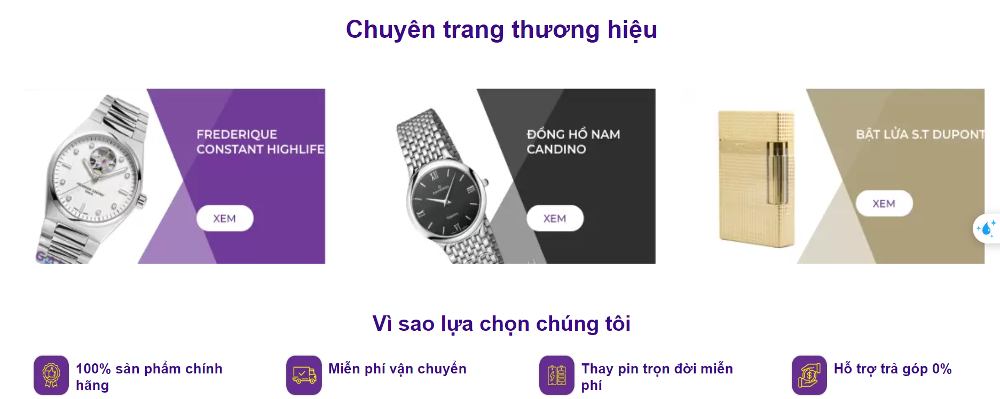 Chuyên trang thương hiệu
FREDERIQUE
CONSTANT HIGHLIFE
XEM
ĐỒNG HỒ NAM
CANDINO
XEM
BẬT LỬA S.T DUPONT
XEM
Vì sao lựa chọn chúng tôi
100% sản phẩm chính
hãng
Miễn phí vận chuyển
Thay pin trọn đời miễn
phí
Hỗ trợ trả góp 0%